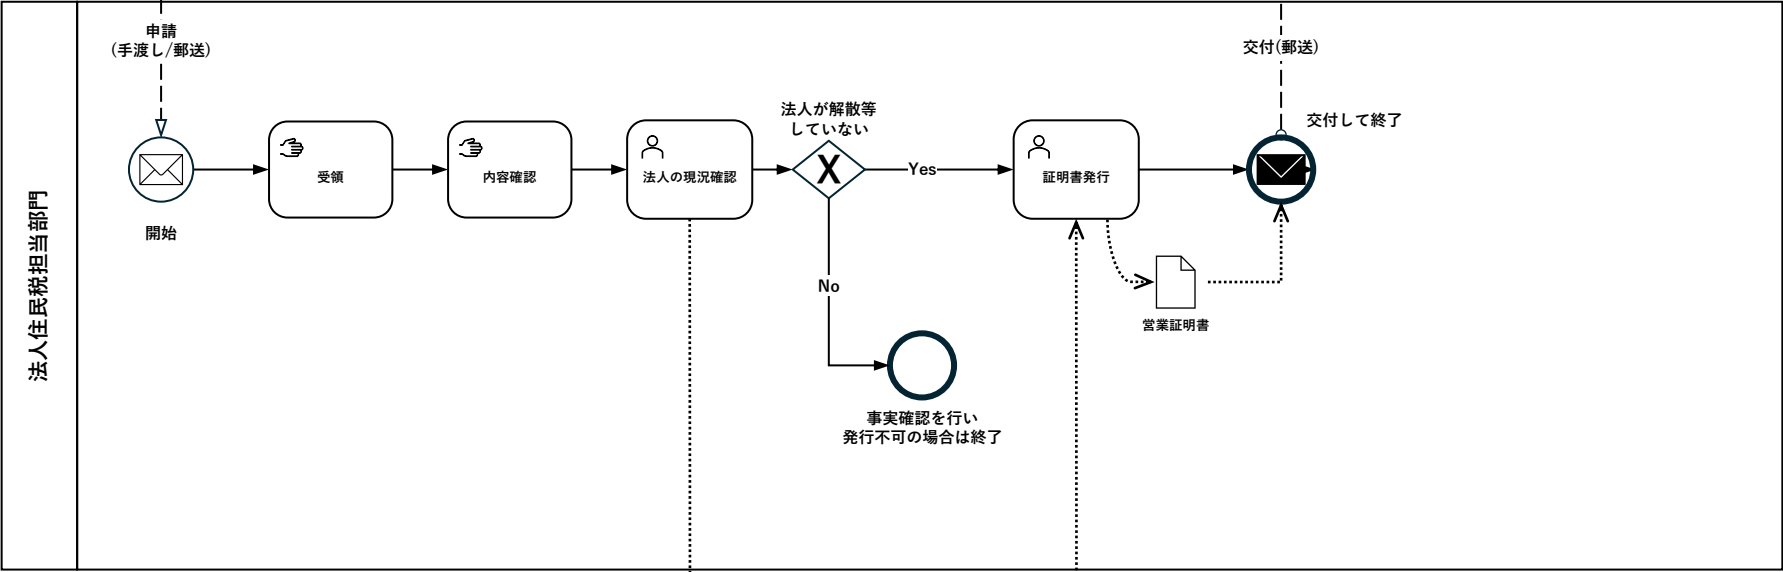 法人住民税担当部門
申請
(手渡し/郵送)
開始
受領
内容確認
法人の現況確認
法人が解散等
していない
Yes
No
事実確認を行い
発行不可の場合は終了
証明書発行
営業証明書
交付(郵送)
交付して終了